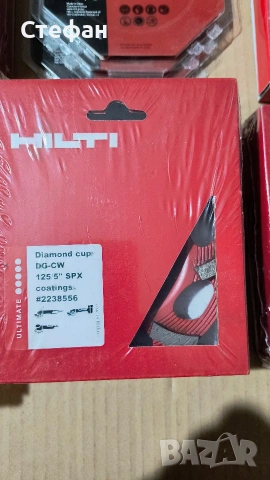 Стефан
HILTI
Diamond cup
DG-CW
125/5" SPX
coatings
#2238556
ULTIMATE
BAZAR